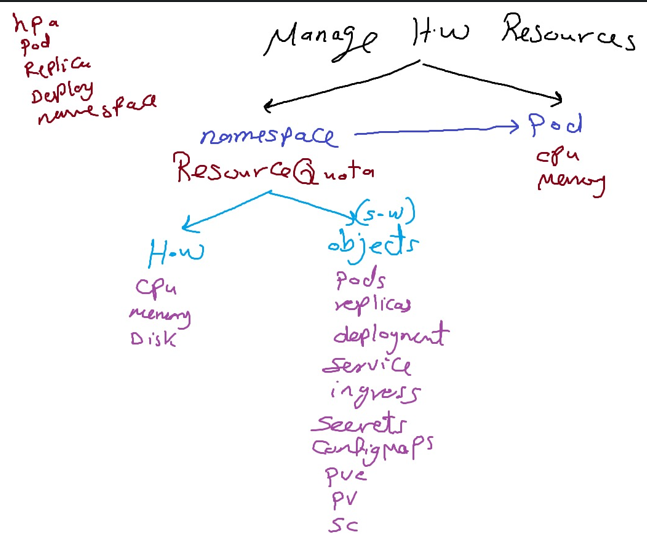 hpa
Pod
Replica
Deploy
namespace
Manage H.W Resources
namespace
Pod
ResourceQuota
cpu
Memory
H.w
(s-w)
objects
cpu
memory
Disk
Pods
replicas
deployment
Service
ingress
Secrets
ConfigMaps
pvc
PV
SC